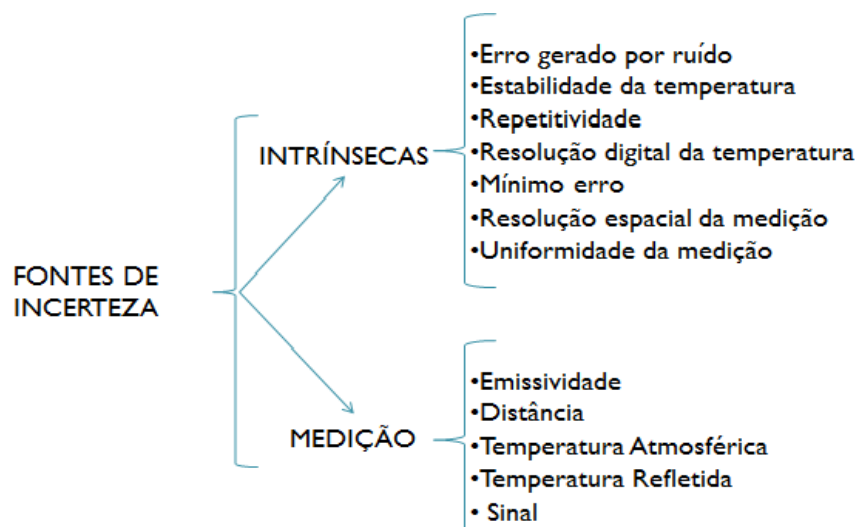 FONTES DE
INCERTEZA
INTRÍNSECAS
•Erro gerado por ruído
•Estabilidade da temperatura
•Repetitividade
•Resolução digital da temperatura
•Mínimo erro
•Resolução espacial da medição
•Uniformidade da medição
MEDIÇÃO
•Emissividade
•Distância
•Temperatura Atmosférica
•Temperatura Refletida
• Sinal